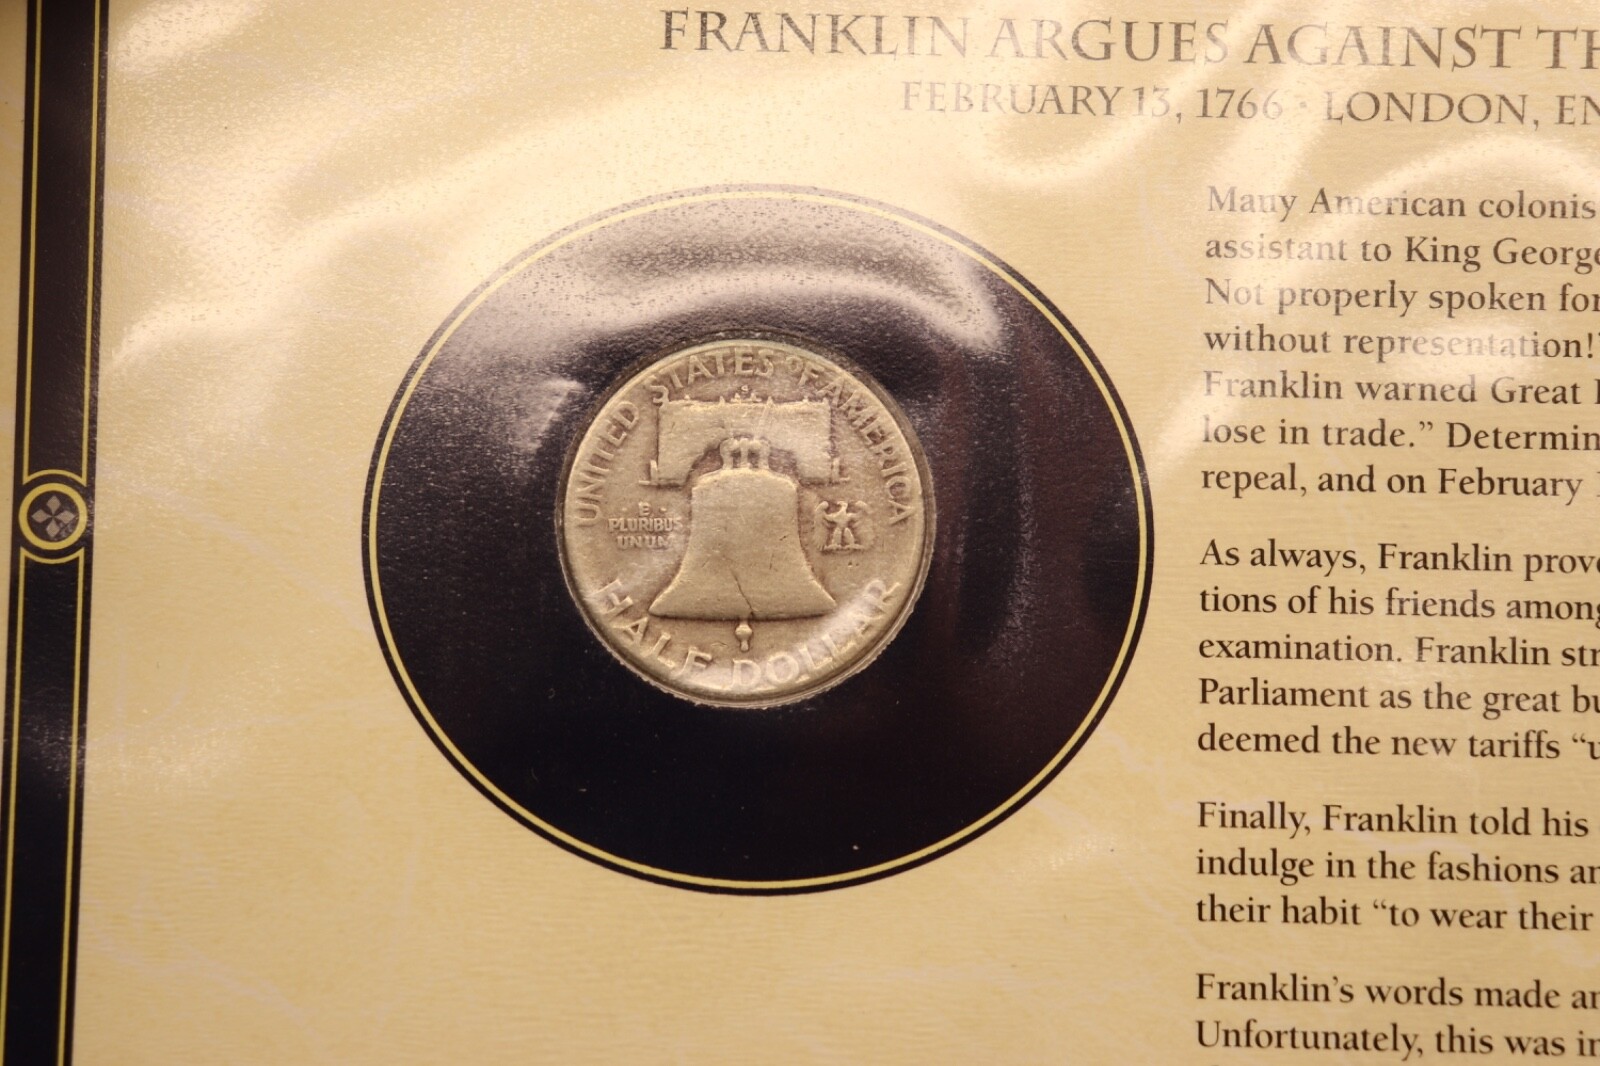 FRANKLIN ARGUES AGAINST TH
FEBRUARY 13, 1766 · LONDON, EN
UNITED STATES OF AMERICA
S
E
PLURIBUS
UNUM
HALF DOLLAR
Many American colonis
assistant to King George
Not properly spoken for
without representation!"
Franklin warned Great
lose in trade." Determin
repeal, and on February 1
As always, Franklin prove
tions of his friends among
examination. Franklin str
Parliament as the great bu
deemed the new tariffs "u
Finally, Franklin told his
indulge in the fashions an
their habit "to wear their
Franklin's words made an
Unfortunately, this was in